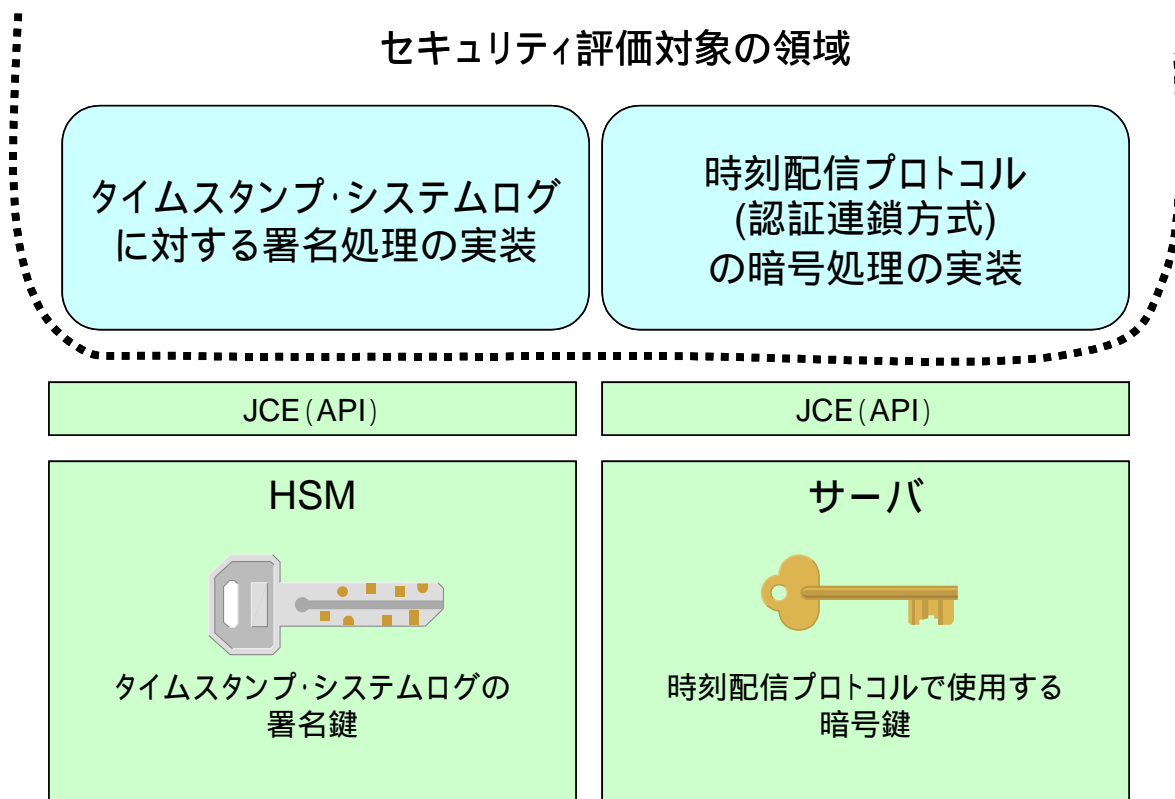 セキュリティ評価対象の領域
タイムスタンプ・システムログ
に対する署名処理の実装
時刻配信プロトコル
(認証連鎖方式)
の暗号処理の実装
JCE(API)
JCE(API)
HSM
タイムスタンプ・システムログの
署名鍵
サーバ
時刻配信プロトコルで使用する
暗号鍵